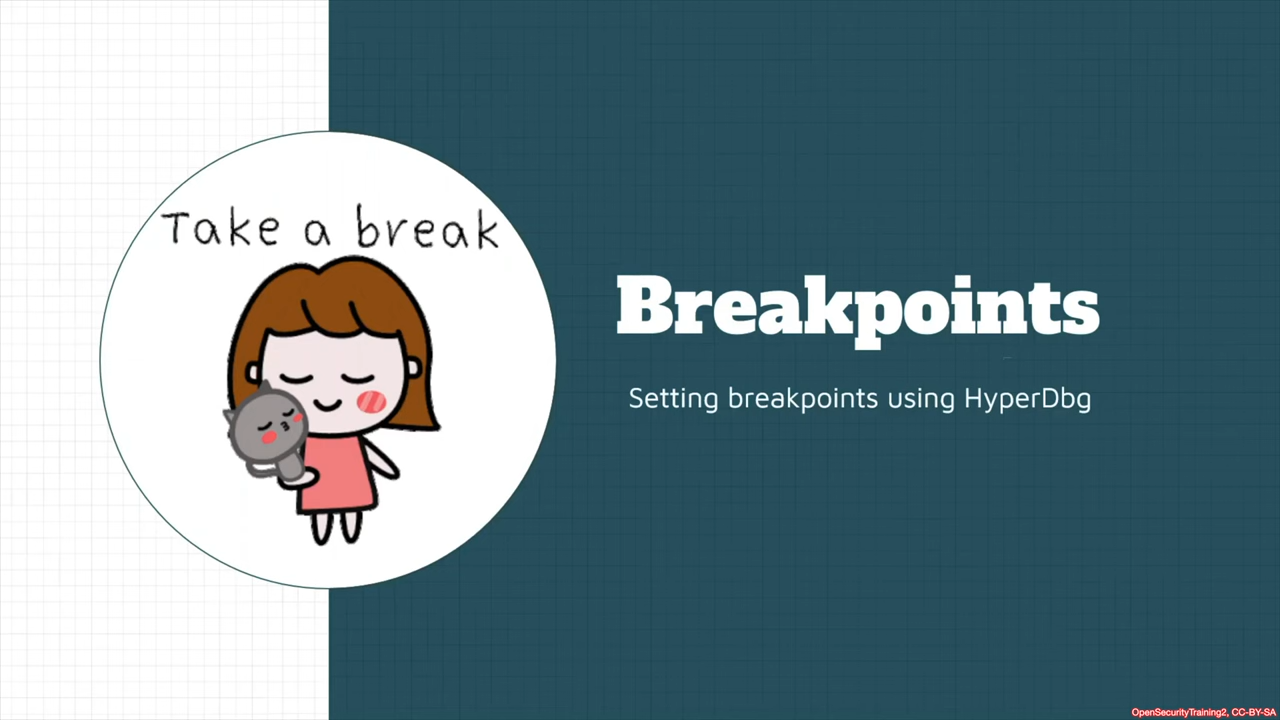 Take a break
Breakpoints
Setting breakpoints using HyperDbg
OpenSecurityTraining2, CC-BY-SA